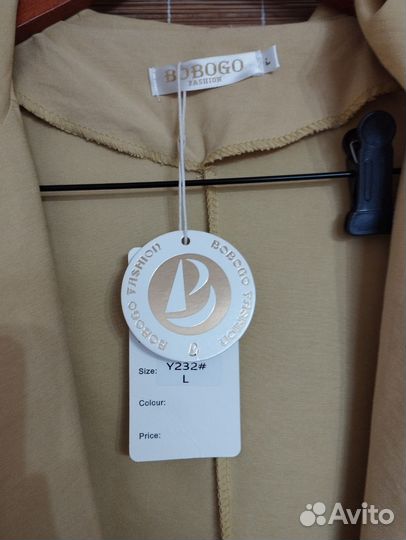 BOBOGO
FASHION
L
BOBOGO FASHION
BOBOGO FASHION
B
Size: Y232#
L
Colour:
Price:
Avito